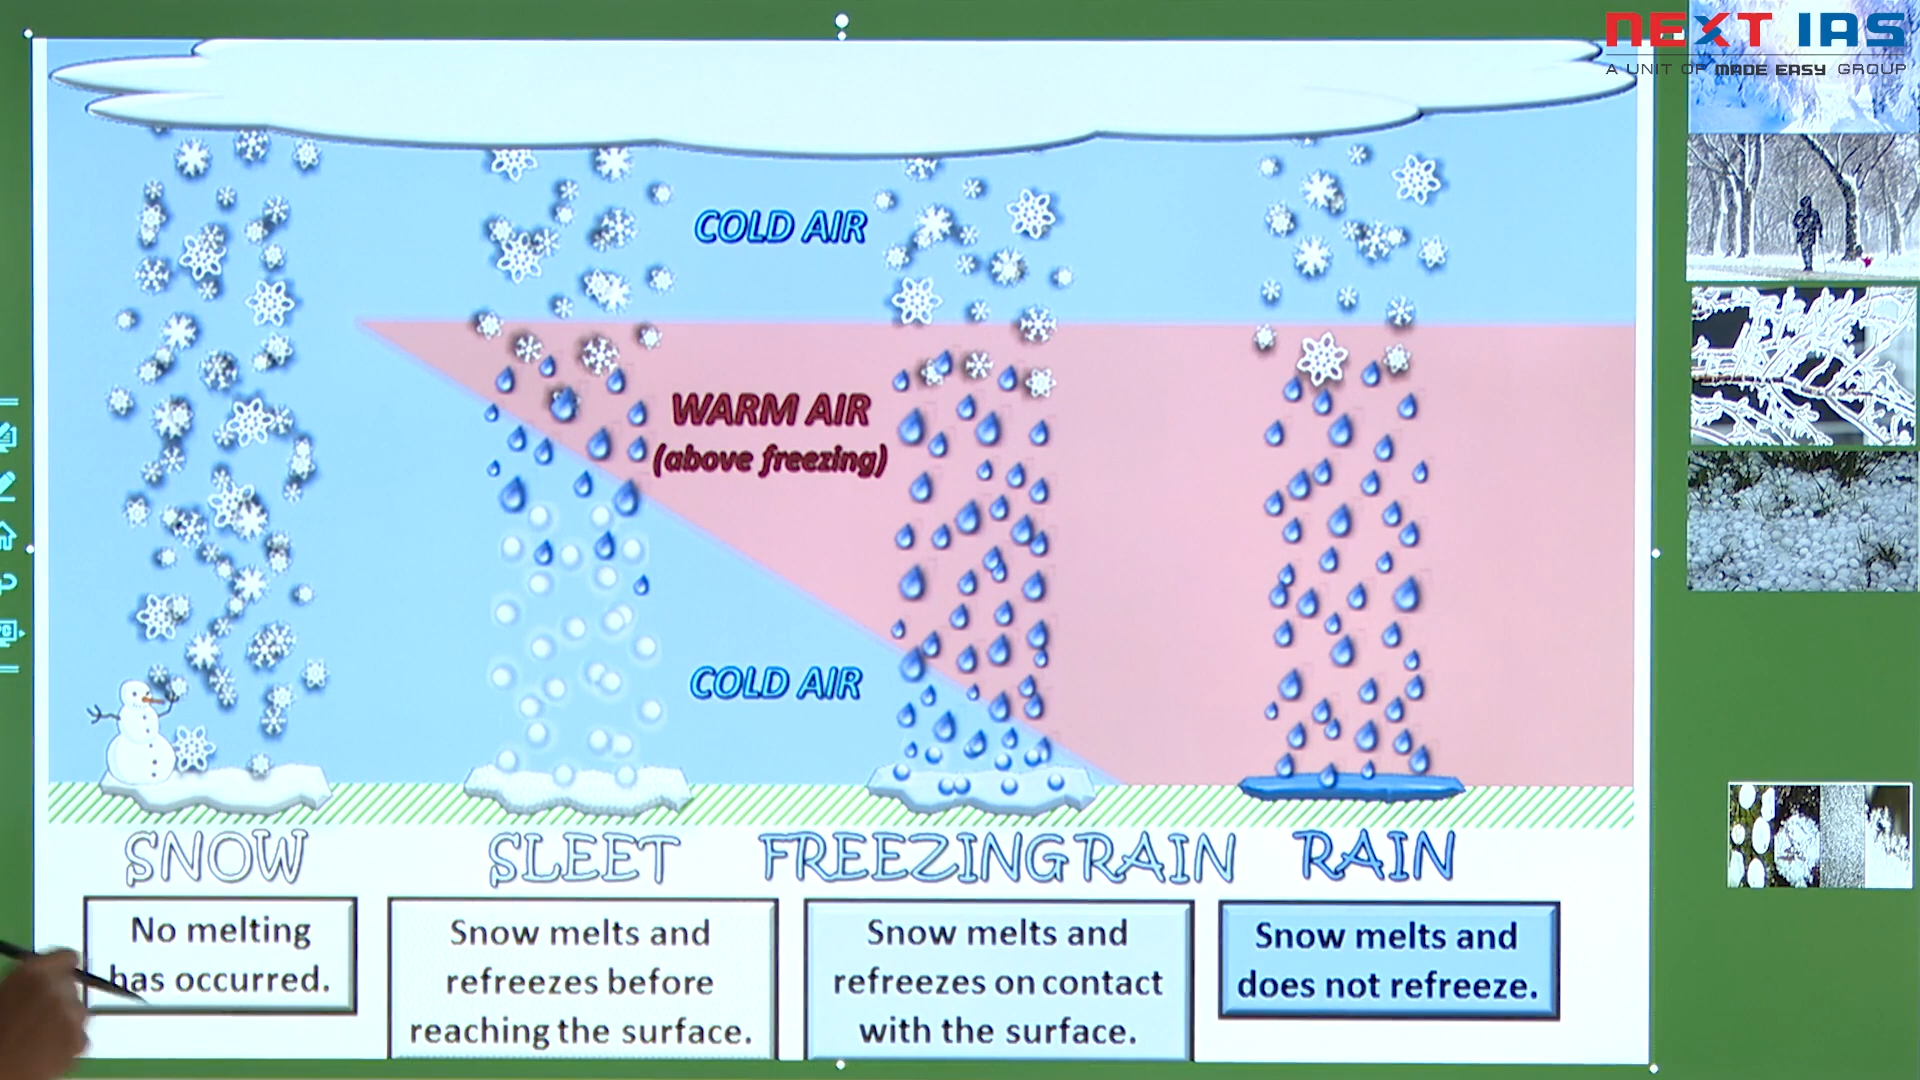 NEXT IAS
A UNIT OF MADE EASY GROUP
COLD AIR
WARM AIR
(above freezing)
COLD AIR
SNOW
SLEET
FREEZING RAIN
RAIN
No melting
has occurred.
Snow melts and
refreezes before
reaching the surface.
Snow melts and
refreezes on contact
with the surface.
Snow melts and
does not refreeze.